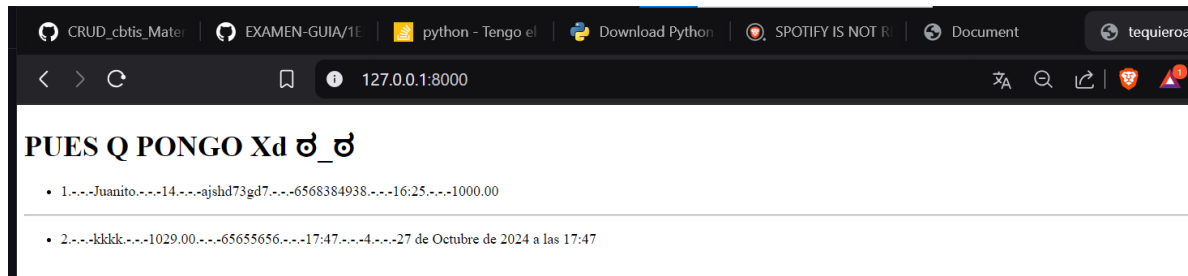 CRUD_cbtis_Mater
EXAMEN-GUIA/1E
python - Tengo el
Download Python
SPOTIFY IS NOT R
Document
tequieroa
127.0.0.1:8000
1
PUES Q PONGO Xd ಠ_ಠ
1.-.-.-Juanito.-.-.-14.-.-.-ajshd73gd7.-.-.-6568384938.-.-.-16:25.-.-.-1000.00
2.-.-.-kkkk.-.-.-1029.00.-.-.-65655656.-.-.-17:47.-.-.-4.-.-.-27 de Octubre de 2024 a las 17:47